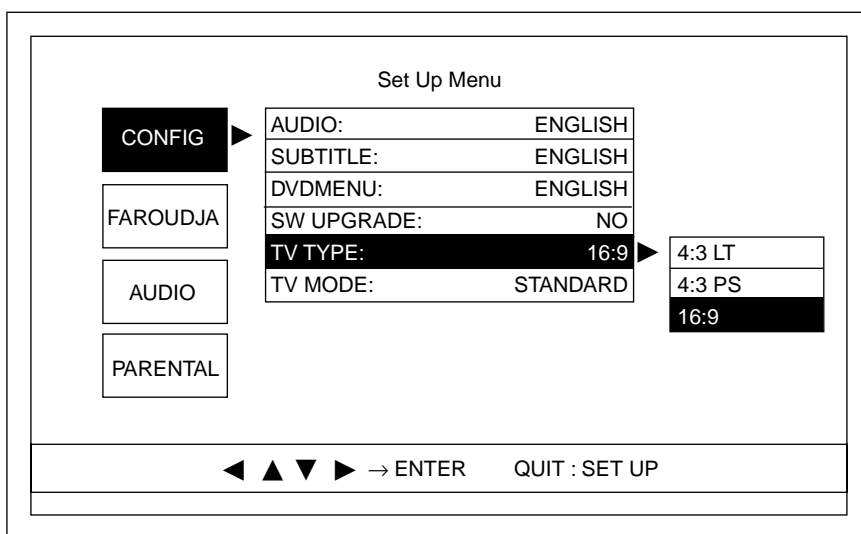 Set Up Menu
CONFIG
FAROUDJA
AUDIO
PARENTAL
AUDIO: ENGLISH
SUBTITLE: ENGLISH
DVDMENU: ENGLISH
SW UPGRADE: NO
TV TYPE: 16:9
TV MODE: STANDARD
4:3 LT
4:3 PS
16:9
◀ ▲ ▼ ▶ → ENTER QUIT : SET UP